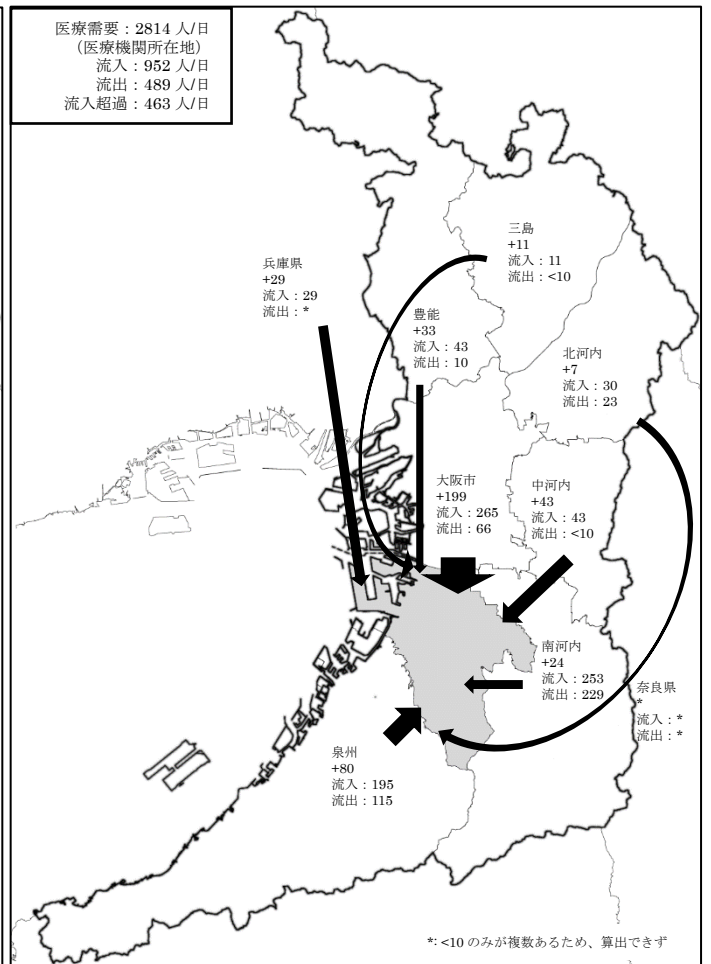 医療需要：2814 人/日
（医療機関所在地）
流入：952 人/日
流出：489 人/日
流入超過：463 人/日
三島
+11
流入：11
流出：<10
兵庫県
+29
流入：29
流出：*
豊能
+33
流入：43
流出：10
北河内
+7
流入：30
流出：23
大阪市
+199
流入：265
流出：66
中河内
+43
流入：43
流出：<10
南河内
+24
流入：253
流出：229
奈良県
*
流入：*
流出：*
泉州
+80
流入：195
流出：115
*: <10 のみが複数あるため、算出できず